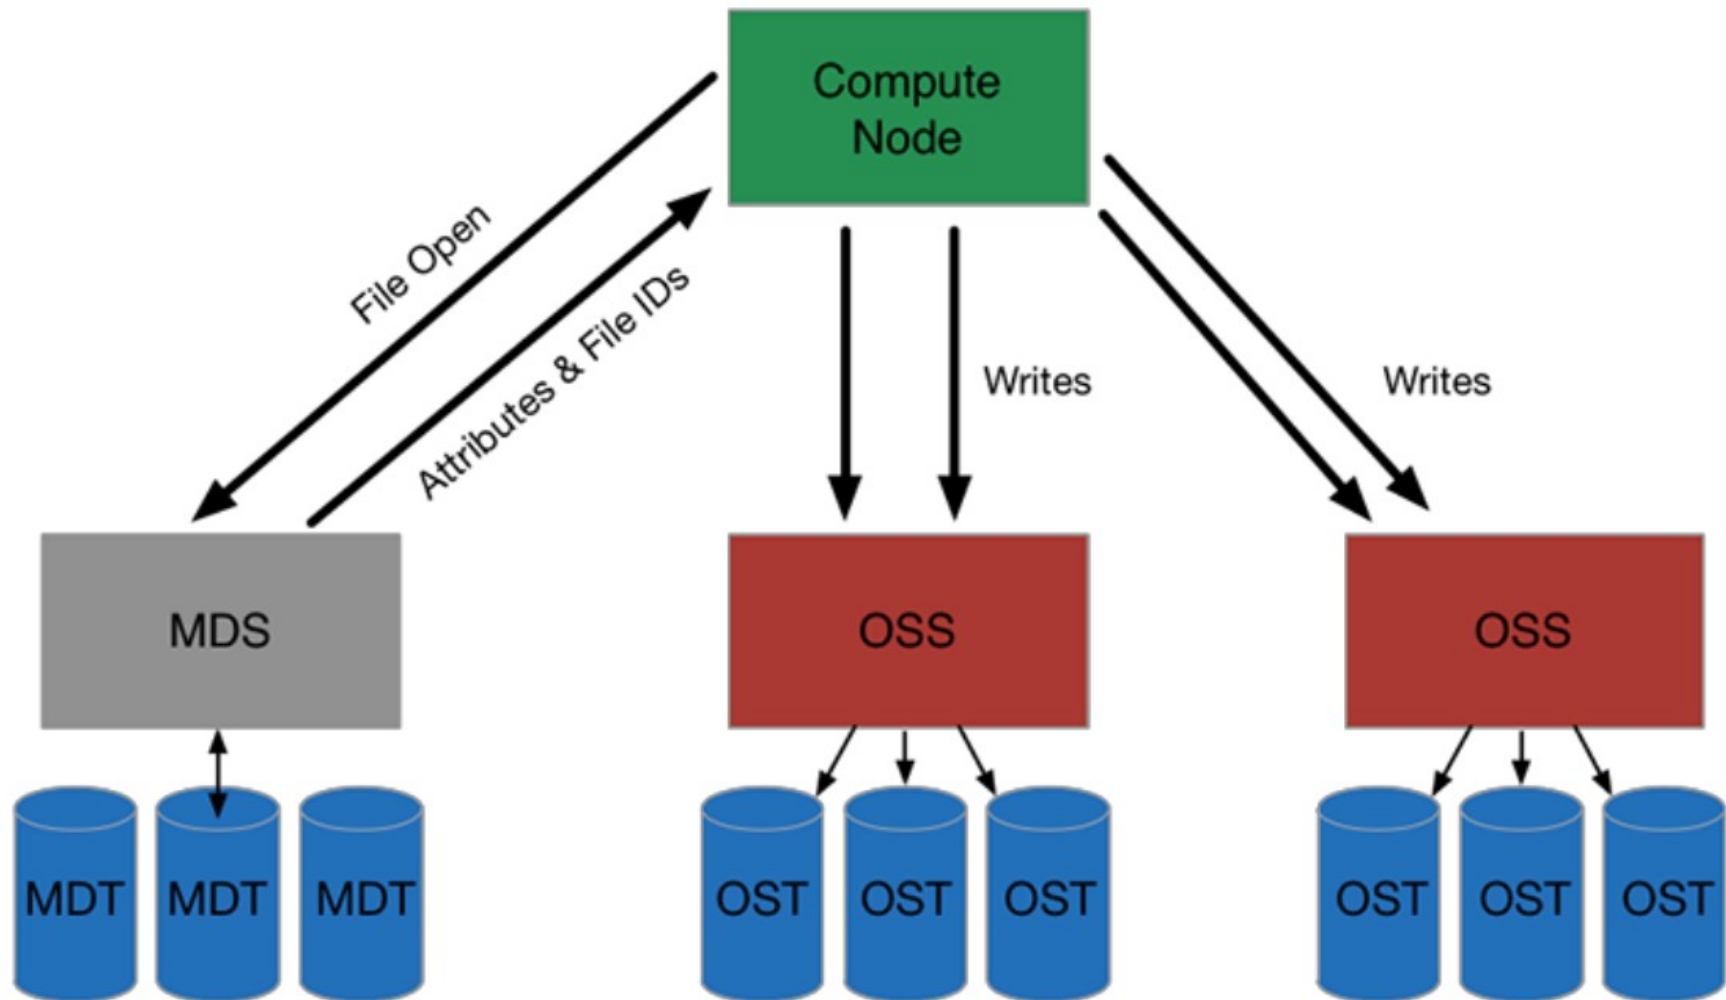 Compute
Node
File Open
Attributes & File IDs
Writes
Writes
MDS
OSS
OSS
MDT
MDT
MDT
OST
OST
OST
OST
OST
OST